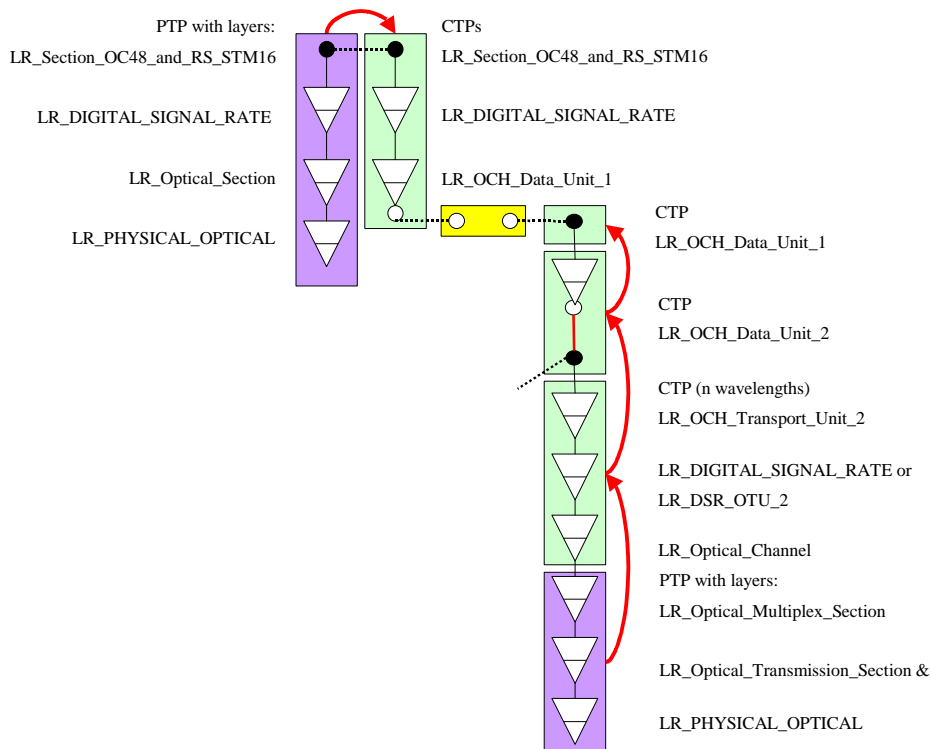 PTP with layers:
LR_Section_OC48_and_RS_STM16
LR_DIGITAL_SIGNAL_RATE
LR_Optical_Section
LR_PHYSICAL_OPTICAL
CTPs
LR_Section_OC48_and_RS_STM16
LR_DIGITAL_SIGNAL_RATE
LR_OCH_Data_Unit_1
CTP
LR_OCH_Data_Unit_1
CTP
LR_OCH_Data_Unit_2
CTP (n wavelengths)
LR_OCH_Transport_Unit_2
LR_DIGITAL_SIGNAL_RATE or
LR_DSR_OTU_2
LR_Optical_Channel
PTP with layers:
LR_Optical_Multiplex_Section
LR_Optical_Transmission_Section &
LR_PHYSICAL_OPTICAL